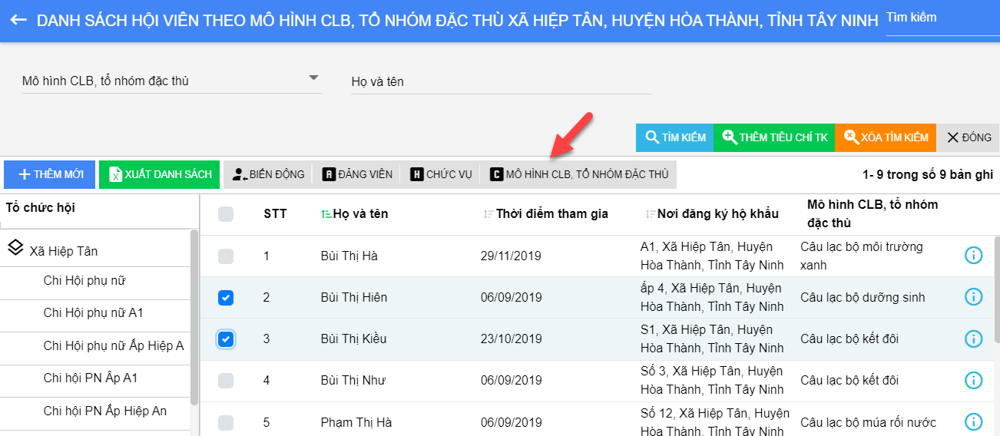 DANH SÁCH HỘI VIÊN THEO MÔ HÌNH CLB, TỔ NHÓM ĐẶC THÙ XÃ HIỆP TÂN, HUYỆN HÒA THÀNH, TỈNH TÂY NINH Tìm kiếm
Mô hình CLB, tổ nhóm đặc thù Họ và tên
TÌM KIẾM THÊM TIÊU CHÍ TK XÓA TÌM KIẾM ĐÓNG
THÊM MỚI XUẤT DANH SÁCH BIẾN ĐỘNG A ĐẢNG VIÊN H CHỨC VỤ C MÔ HÌNH CLB, TỔ NHÓM ĐẶC THÙ 1- 9 trong số 9 bản ghi
Tổ chức hội
Xã Hiệp Tân
Chi Hội phụ nữ
Chi Hội phụ nữ A1
Chi Hội phụ nữ Ấp Hiệp A
Chi hội PN Ấp A1
Chi hội PN Ấp Hiệp An
STT Họ và tên Thời điểm tham gia Nơi đăng ký hộ khẩu Mô hình CLB, tổ nhóm
đặc thù
1 Bùi Thị Hà 29/11/2019 A1, Xã Hiệp Tân, Huyện Câu lạc bộ môi trường
Hòa Thành, Tỉnh Tây Ninh xanh
2 Bùi Thị Hiên 06/09/2019 ấp 4, Xã Hiệp Tân, Huyện Câu lạc bộ dưỡng sinh
Hòa Thành, Tỉnh Tây Ninh
3 Bùi Thị Kiều 23/10/2019 S1, Xã Hiệp Tân, Huyện Câu lạc bộ kết đôi
Hòa Thành, Tỉnh Tây Ninh
4 Bùi Thị Như 06/09/2019 Số 3, Xã Hiệp Tân, Huyện Câu lạc bộ kết đôi
Hòa Thành, Tỉnh Tây Ninh
5 Phạm Thị Hà 06/09/2019 Số 12, Xã Hiệp Tân, Huyện Câu lạc bộ múa rối nước
Hòa Thành, Tỉnh Tây Ninh